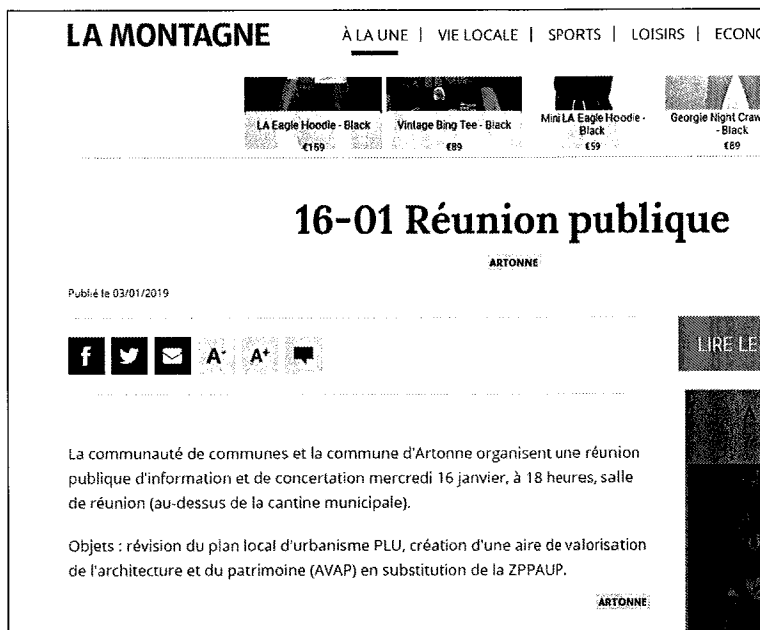 LA MONTAGNE
À LA UNE | VIE LOCALE | SPORTS | LOISIRS | ECONO
LA Eagle Hoodie - Black
€159
Vintage Bing Tee - Black
€89
Mini LA Eagle Hoodie -
Black
€59
Georgie Night Craw
- Black
€89
16-01 Réunion publique
ARTONNE
Publié le 03/01/2019
A-
A+
LIRE LE
La communauté de communes et la commune d'Artonne organisent une réunion
publique d'information et de concertation mercredi 16 janvier, à 18 heures, salle
de réunion (au-dessus de la cantine municipale).
Objets : révision du plan local d'urbanisme PLU, création d'une aire de valorisation
de l'architecture et du patrimoine (AVAP) en substitution de la ZPPAUP.
ARTONNE